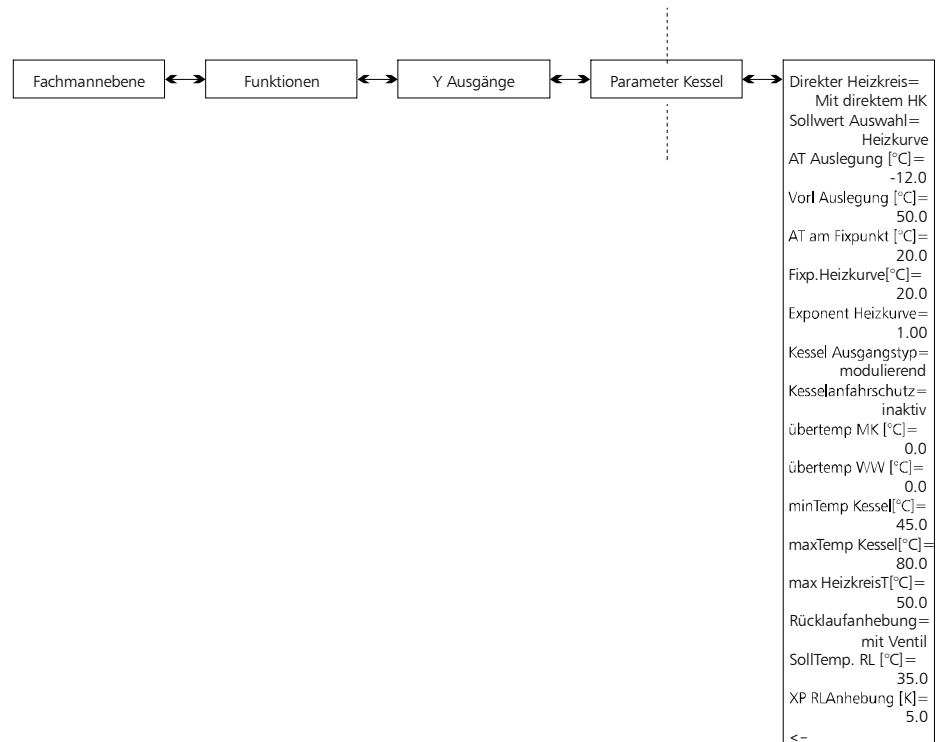 Fachmannebene
Funktionen
Y Ausgänge
Parameter Kessel
Direkter Heizkreis=
Mit direktem HK
Sollwert Auswahl=
Heizkurve
AT Auslegung [°C]=
-12.0
Vorl Auslegung [°C]=
50.0
AT am Fixpunkt [°C]=
20.0
Fixp.Heizkurve[°C]=
20.0
Exponent Heizkurve=
1.00
Kessel Ausgangstyp=
modulierend
Kesselanfahrschutz=
inaktiv
übertemp MK [°C]=
0.0
übertemp WW [°C]=
0.0
minTemp Kessel[°C]=
45.0
maxTemp Kessel[°C]=
80.0
max HeizkreisT[°C]=
50.0
Rücklaufanhebung=
mit Ventil
SollTemp. RL [°C]=
35.0
XP RLAnhebung [K]=
5.0
<-